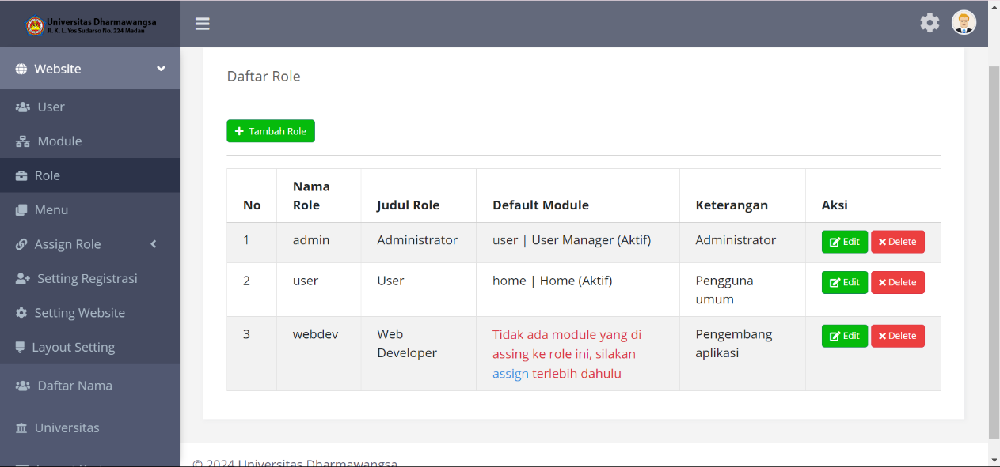 Universitas Dharmawangsa
Jl. K. L. Yos Sudarso No. 224 Medan
Website
User
Module
Role
Menu
Assign Role
Setting Registrasi
Setting Website
Layout Setting
Daftar Nama
Universitas
Daftar Role
Tambah Role
No
Nama
Role
Judul Role
Default Module
Keterangan
Aksi
1
admin
Administrator
user | User Manager (Aktif)
Administrator
Edit
Delete
2
user
User
home | Home (Aktif)
Pengguna
umum
Edit
Delete
3
webdev
Web
Developer
Tidak ada module yang di
assing ke role ini, silakan
assign terlebih dahulu
Pengembang
aplikasi
Edit
Delete
© 2024 Universitas Dharmawangsa